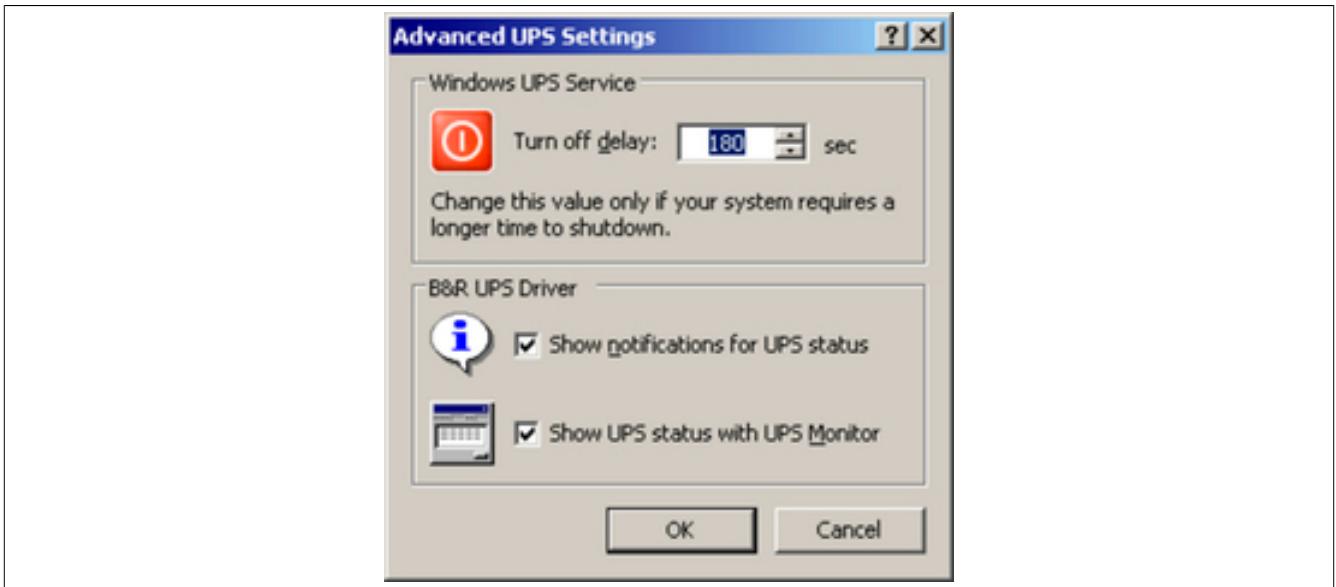 Advanced UPS Settings
Windows UPS Service
Turn off delay: 180 sec
Change this value only if your system requires a
longer time to shutdown.
B&R UPS Driver
Show notifications for UPS status
Show UPS status with UPS Monitor
OK Cancel